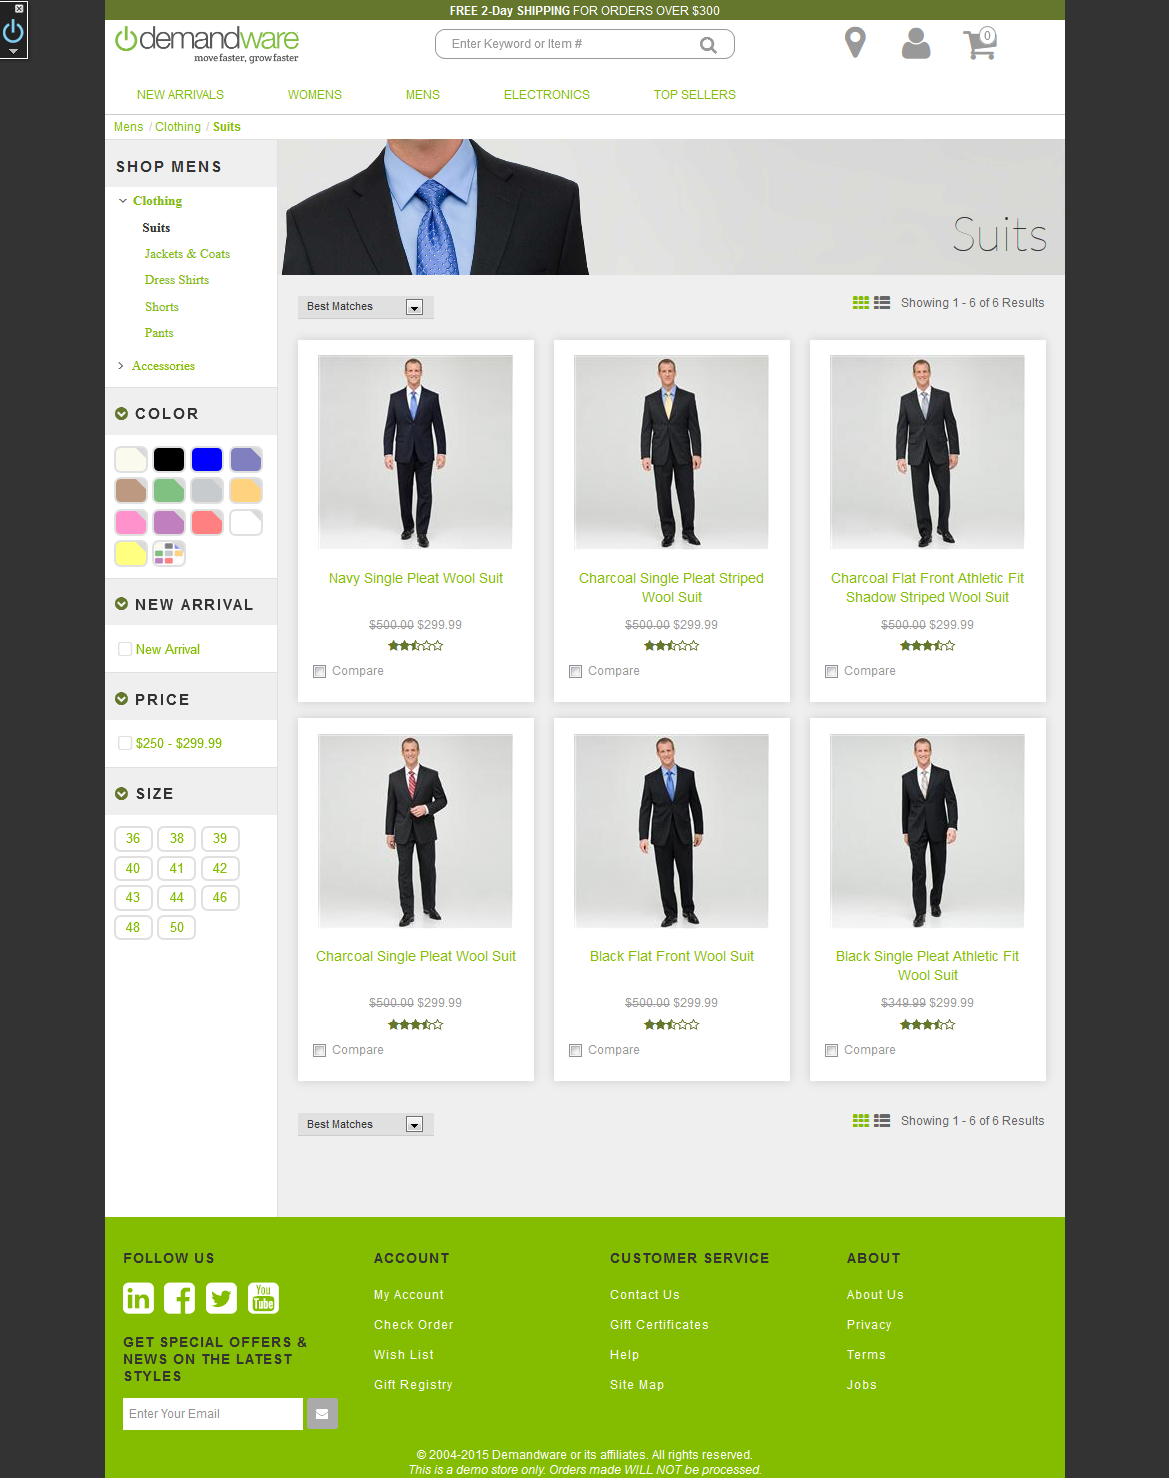 FREE 2-Day SHIPPING FOR ORDERS OVER $300
demandware
move faster, grow faster
Enter Keyword or Item #
0
NEW ARRIVALS
WOMENS
MENS
ELECTRONICS
TOP SELLERS
Mens / Clothing / Suits
SHOP MENS
Clothing
Suits
Jackets & Coats
Dress Shirts
Shorts
Pants
Accessories
COLOR
NEW ARRIVAL
New Arrival
PRICE
$250 - $299.99
SIZE
36 38 39
40 41 42
43 44 46
48 50
Suits
Best Matches
Showing 1 - 6 of 6 Results
Navy Single Pleat Wool Suit
$500.00 $299.99
Compare
Charcoal Single Pleat Striped
Wool Suit
$500.00 $299.99
Compare
Charcoal Flat Front Athletic Fit
Shadow Striped Wool Suit
$500.00 $299.99
Compare
Charcoal Single Pleat Wool Suit
$500.00 $299.99
Compare
Black Flat Front Wool Suit
$500.00 $299.99
Compare
Black Single Pleat Athletic Fit
Wool Suit
$349.99 $299.99
Compare
Best Matches
Showing 1 - 6 of 6 Results
FOLLOW US
in
f
You
Tube
GET SPECIAL OFFERS &
NEWS ON THE LATEST
STYLES
Enter Your Email
ACCOUNT
My Account
Check Order
Wish List
Gift Registry
CUSTOMER SERVICE
Contact Us
Gift Certificates
Help
Site Map
ABOUT
About Us
Privacy
Terms
Jobs
© 2004-2015 Demandware or its affiliates. All rights reserved.
This is a demo store only. Orders made WILL NOT be processed.